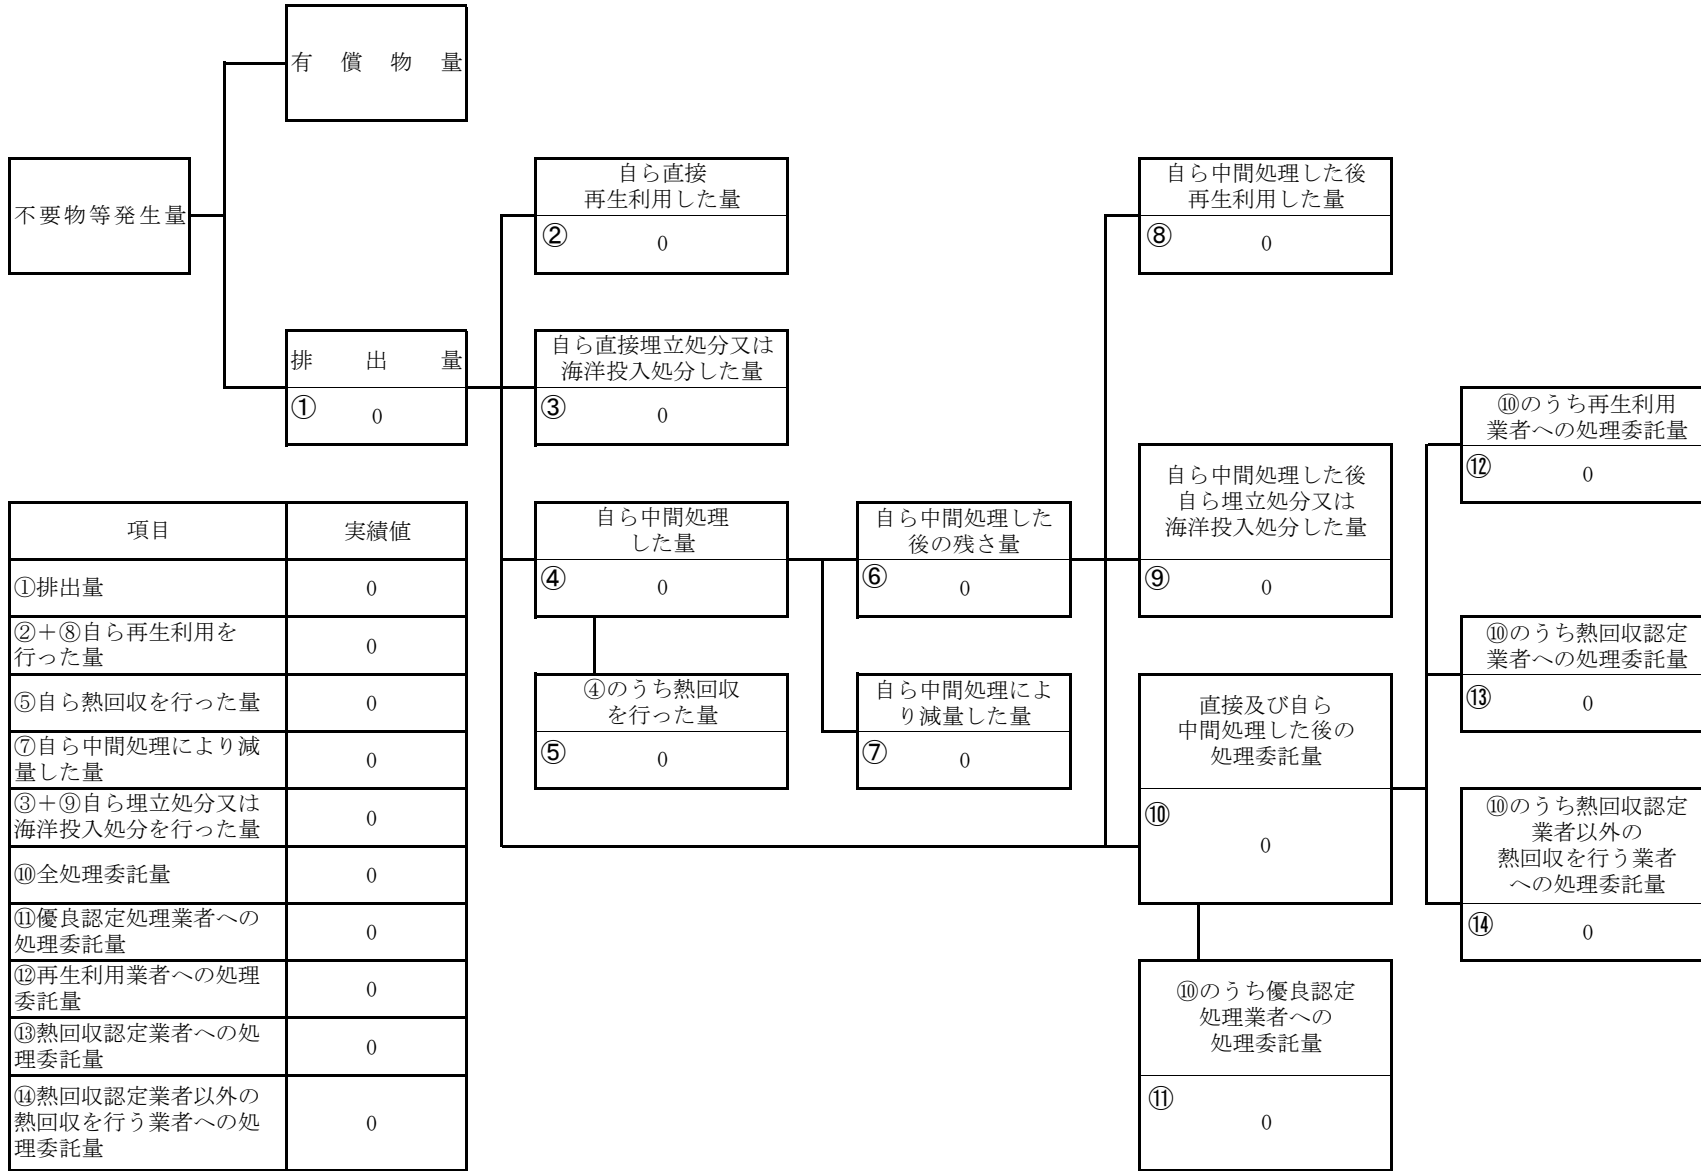 有償物量
不要物等発生量
排出量
①
0
自ら直接
再生利用した量
②
0
自ら直接埋立処分又は
海洋投入処分した量
③
0
自ら中間処理
した量
④
0
④のうち熱回収
を行った量
⑤
0
自ら中間処理した
後の残さ量
⑥
0
自ら中間処理によ
り減量した量
⑦
0
自ら中間処理した後
再生利用した量
⑧
0
自ら中間処理した後
自ら埋立処分又は
海洋投入処分した量
⑨
0
直接及び自ら
中間処理した後の
処理委託量
⑩
0
⑩のうち優良認定
処理業者への
処理委託量
⑪
0
⑩のうち再生利用
業者への処理委託量
⑫
0
⑩のうち熱回収認定
業者への処理委託量
⑬
0
⑩のうち熱回収認定
業者以外の
熱回収を行う業者
への処理委託量
⑭
0
項目 実績値
①排出量 0
②+⑧自ら再生利用を
行った量
0
⑤自ら熱回収を行った量 0
⑦自ら中間処理により減
量した量
0
③+⑨自ら埋立処分又は
海洋投入処分を行った量
0
⑩全処理委託量 0
⑪優良認定処理業者への
処理委託量
0
⑫再生利用業者への処理
委託量
0
⑬熱回収認定業者への処
理委託量
0
⑭熱回収認定業者以外の
熱回収を行う業者への処
理委託量
0